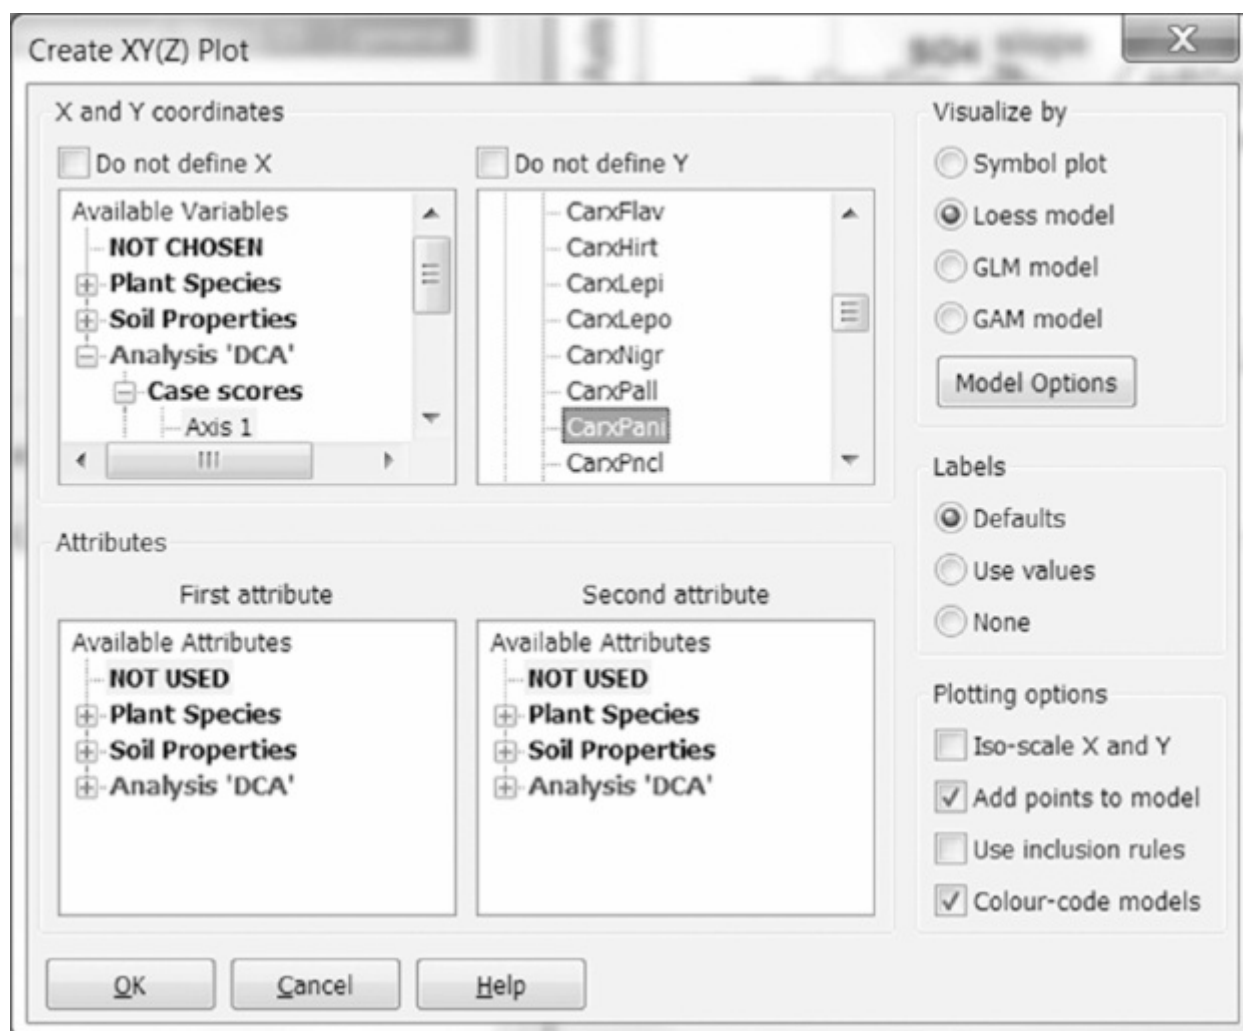 Create XY(Z) Plot
X and Y coordinates
Do not define X
Available Variables
NOT CHOSEN
Plant Species
Soil Properties
Analysis 'DCA'
Case scores
Axis 1
Do not define Y
CarxFlav
CarxHirt
CarxLepi
CarxLepo
CarxNigr
CarxPall
CarxPani
CarxPncl
Visualize by
Symbol plot
Loess model
GLM model
GAM model
Model Options
Labels
Defaults
Use values
None
Attributes
First attribute
Available Attributes
NOT USED
Plant Species
Soil Properties
Analysis 'DCA'
Second attribute
Available Attributes
NOT USED
Plant Species
Soil Properties
Analysis 'DCA'
Plotting options
Iso-scale X and Y
Add points to model
Use inclusion rules
Colour-code models
OK
Cancel
Help